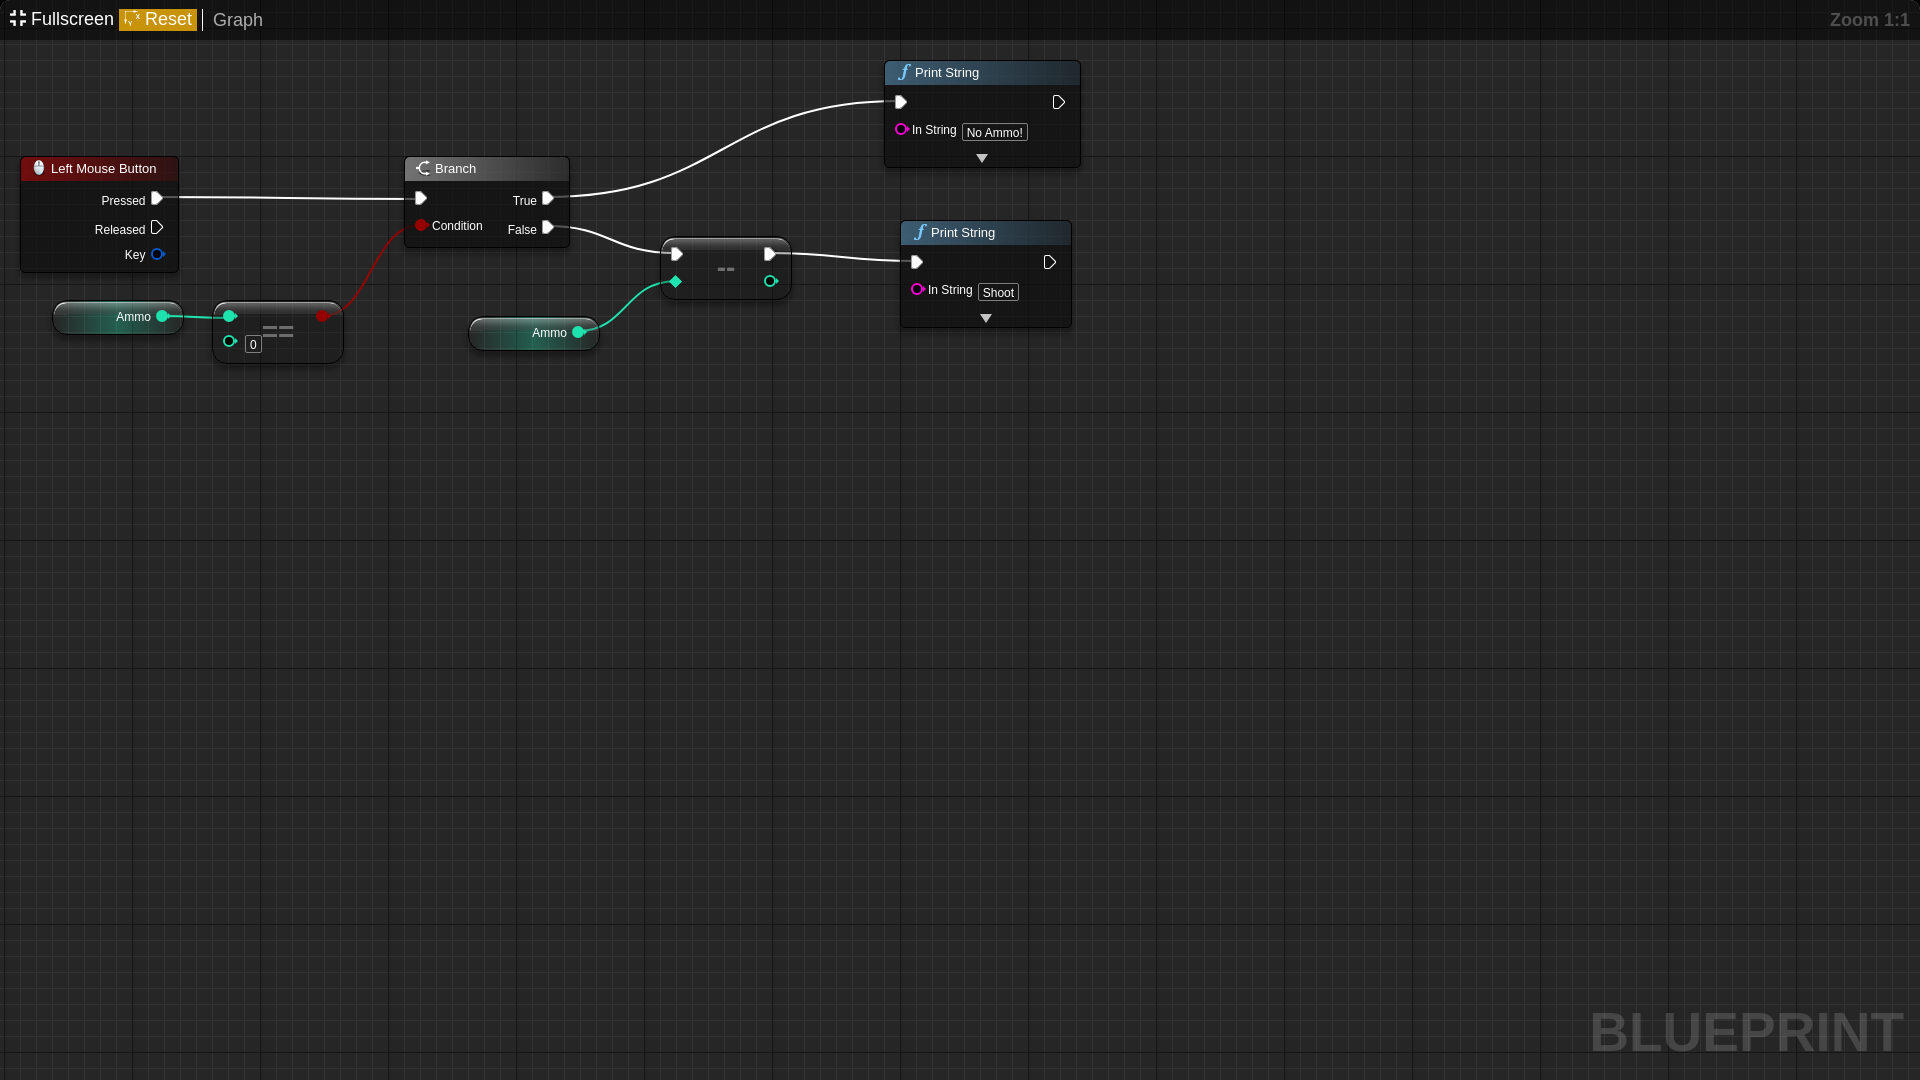 Fullscreen Reset Graph Zoom 1:1
Print String
In String No Ammo!
Left Mouse Button
Pressed
Released
Key
Branch
True
Condition False
Print String
In String Shoot
--
Ammo
==
0
Ammo
BLUEPRINT